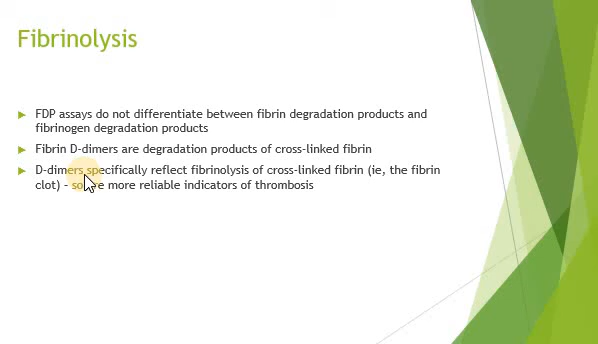 Fibrinolysis
FDP assays do not differentiate between fibrin degradation products and
fibrinogen degradation products
Fibrin D-dimers are degradation products of cross-linked fibrin
D-dimers specifically reflect fibrinolysis of cross-linked fibrin (ie, the fibrin
clot) - so more reliable indicators of thrombosis